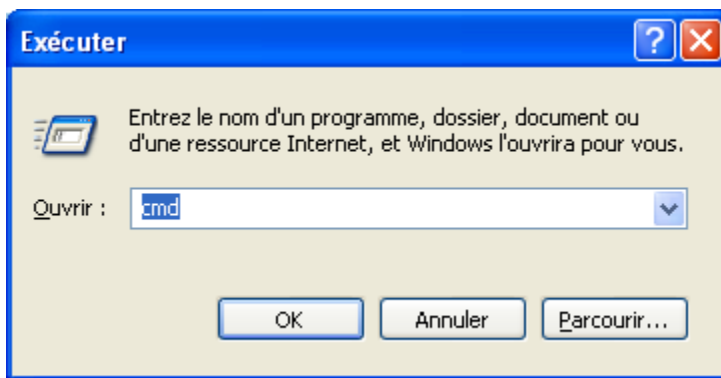 Exécuter
Entrez le nom d'un programme, dossier, document ou
d'une ressource Internet, et Windows l'ouvrira pour vous.
Ouvrir : cmd
OK Annuler Parcourir...